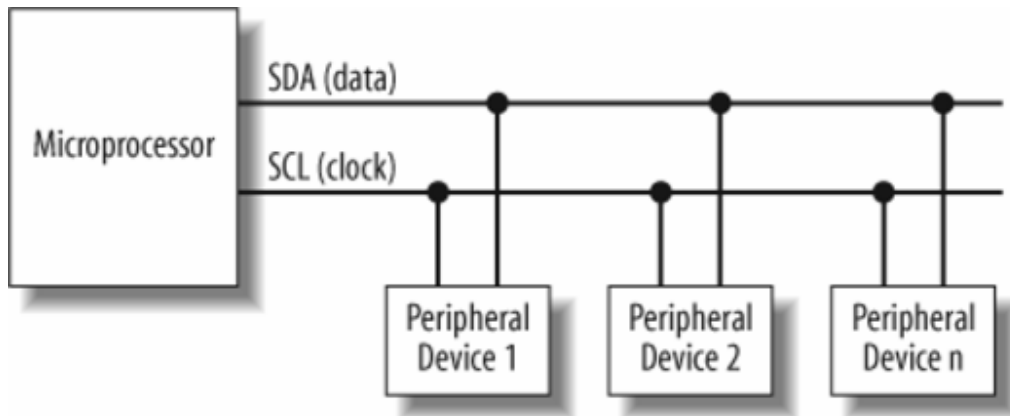 SDA (data)
Microprocessor
SCL (clock)
Peripheral
Device 1
Peripheral
Device 2
Peripheral
Device n